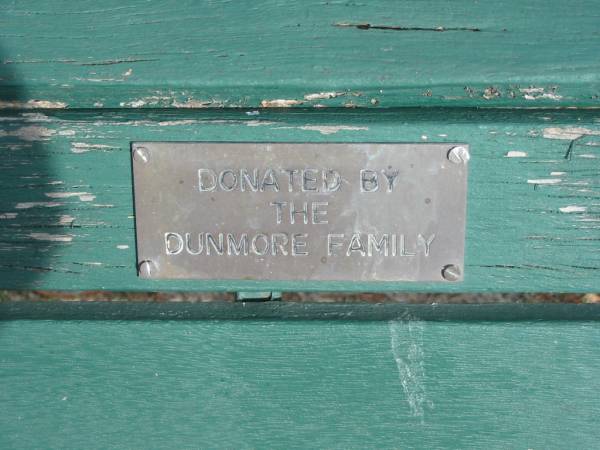 DONATED BY
THE
DUNMORE FAMILY